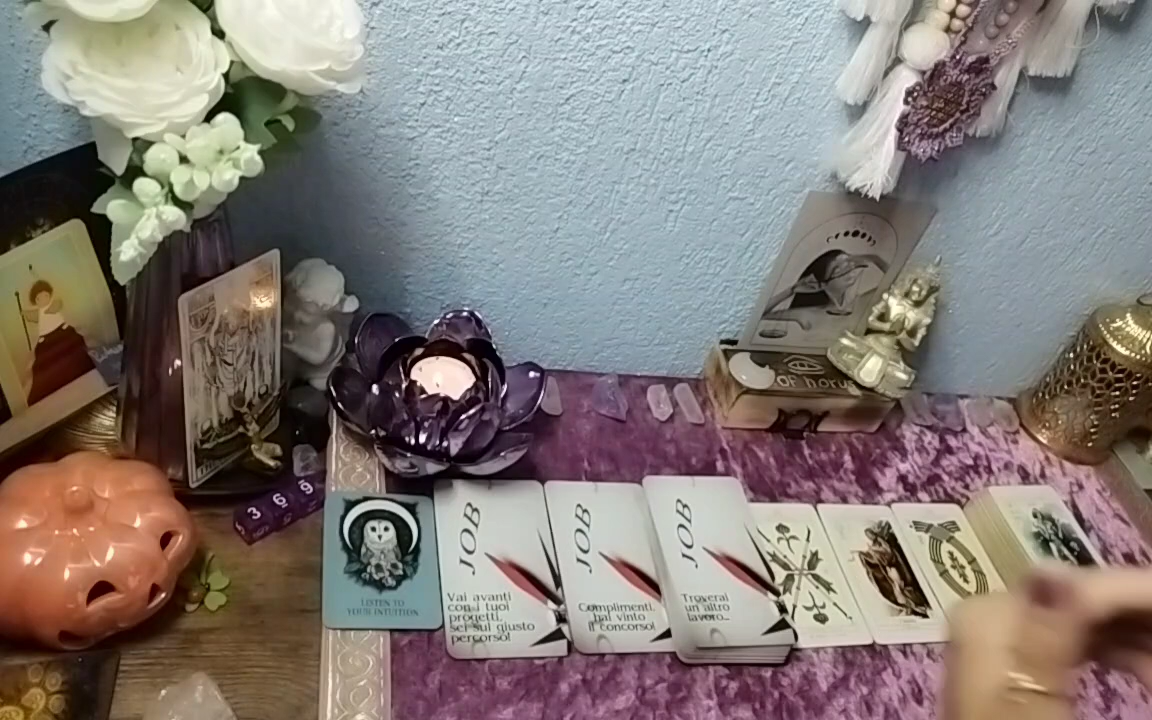 of horus
3 6 9
LISTEN TO
YOUR INTUITION
JOB
Vai avanti
con i tuoi
progetti,
sei sul giusto
percorso!
JOB
Complimenti,
hai vinto
il concorso!
JOB
Troverai
un altro
lavoro...